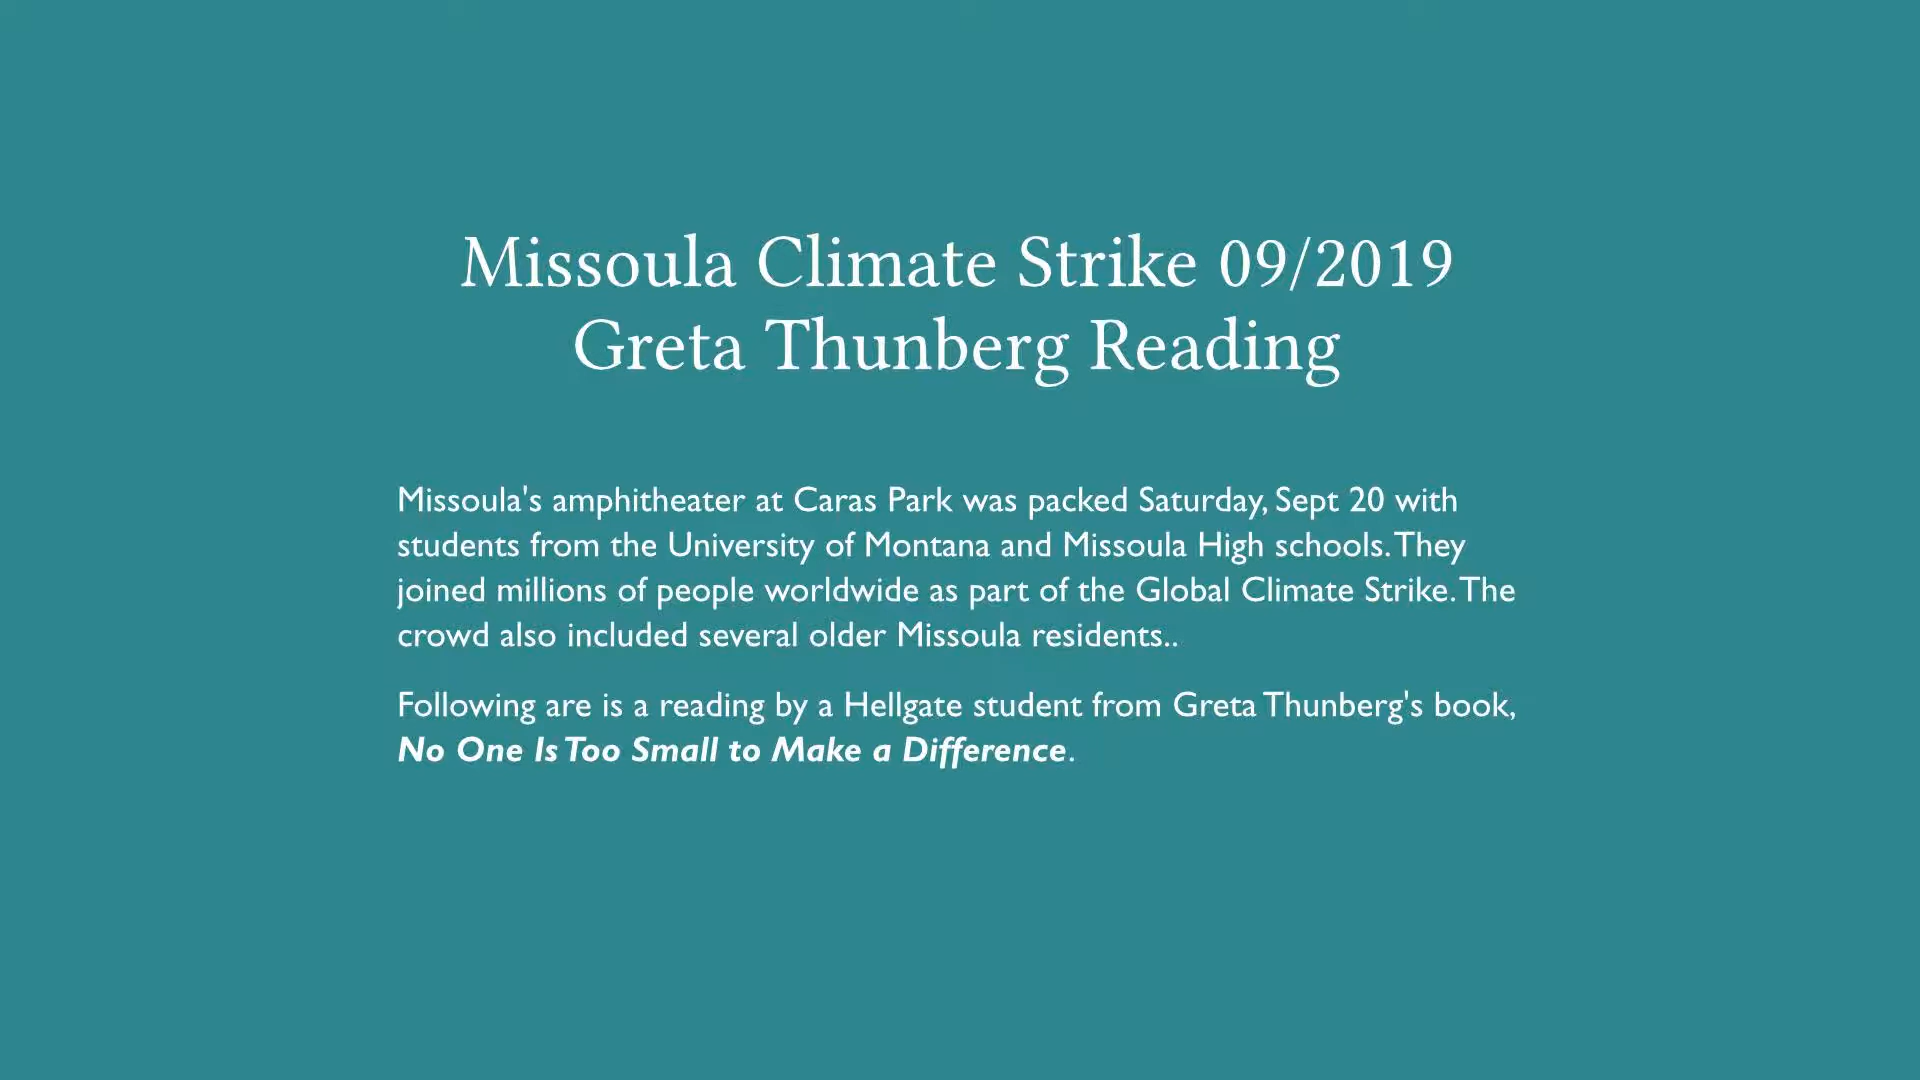 Missoula Climate Strike 09/2019
Greta Thunberg Reading
Missoula's amphitheater at Caras Park was packed Saturday, Sept 20 with
students from the University of Montana and Missoula High schools. They
joined millions of people worldwide as part of the Global Climate Strike. The
crowd also included several older Missoula residents..
Following are is a reading by a Hellgate student from Greta Thunberg's book,
No One Is Too Small to Make a Difference.